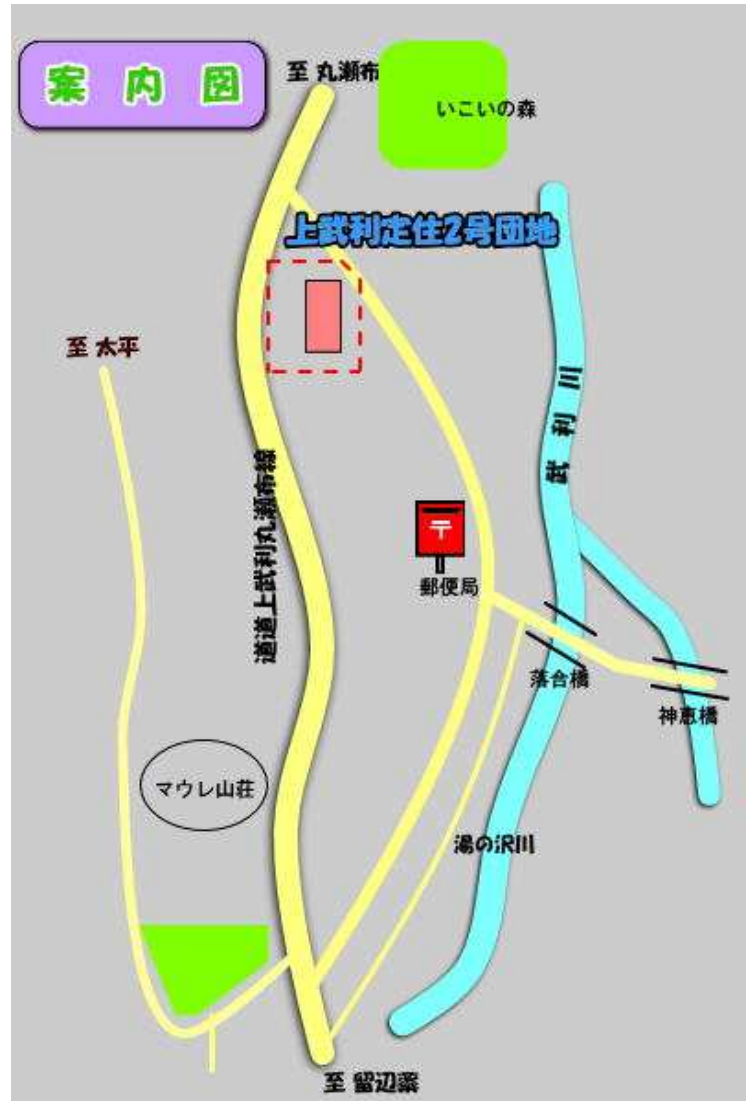 案内図
至 丸瀬布
いこいの森
上武利定住2号団地
至 太平
武利川
道道上武利丸瀬布線
〒
郵便局
落合橋
神恵橋
マウレ山荘
湯の沢川
至 留辺蘂